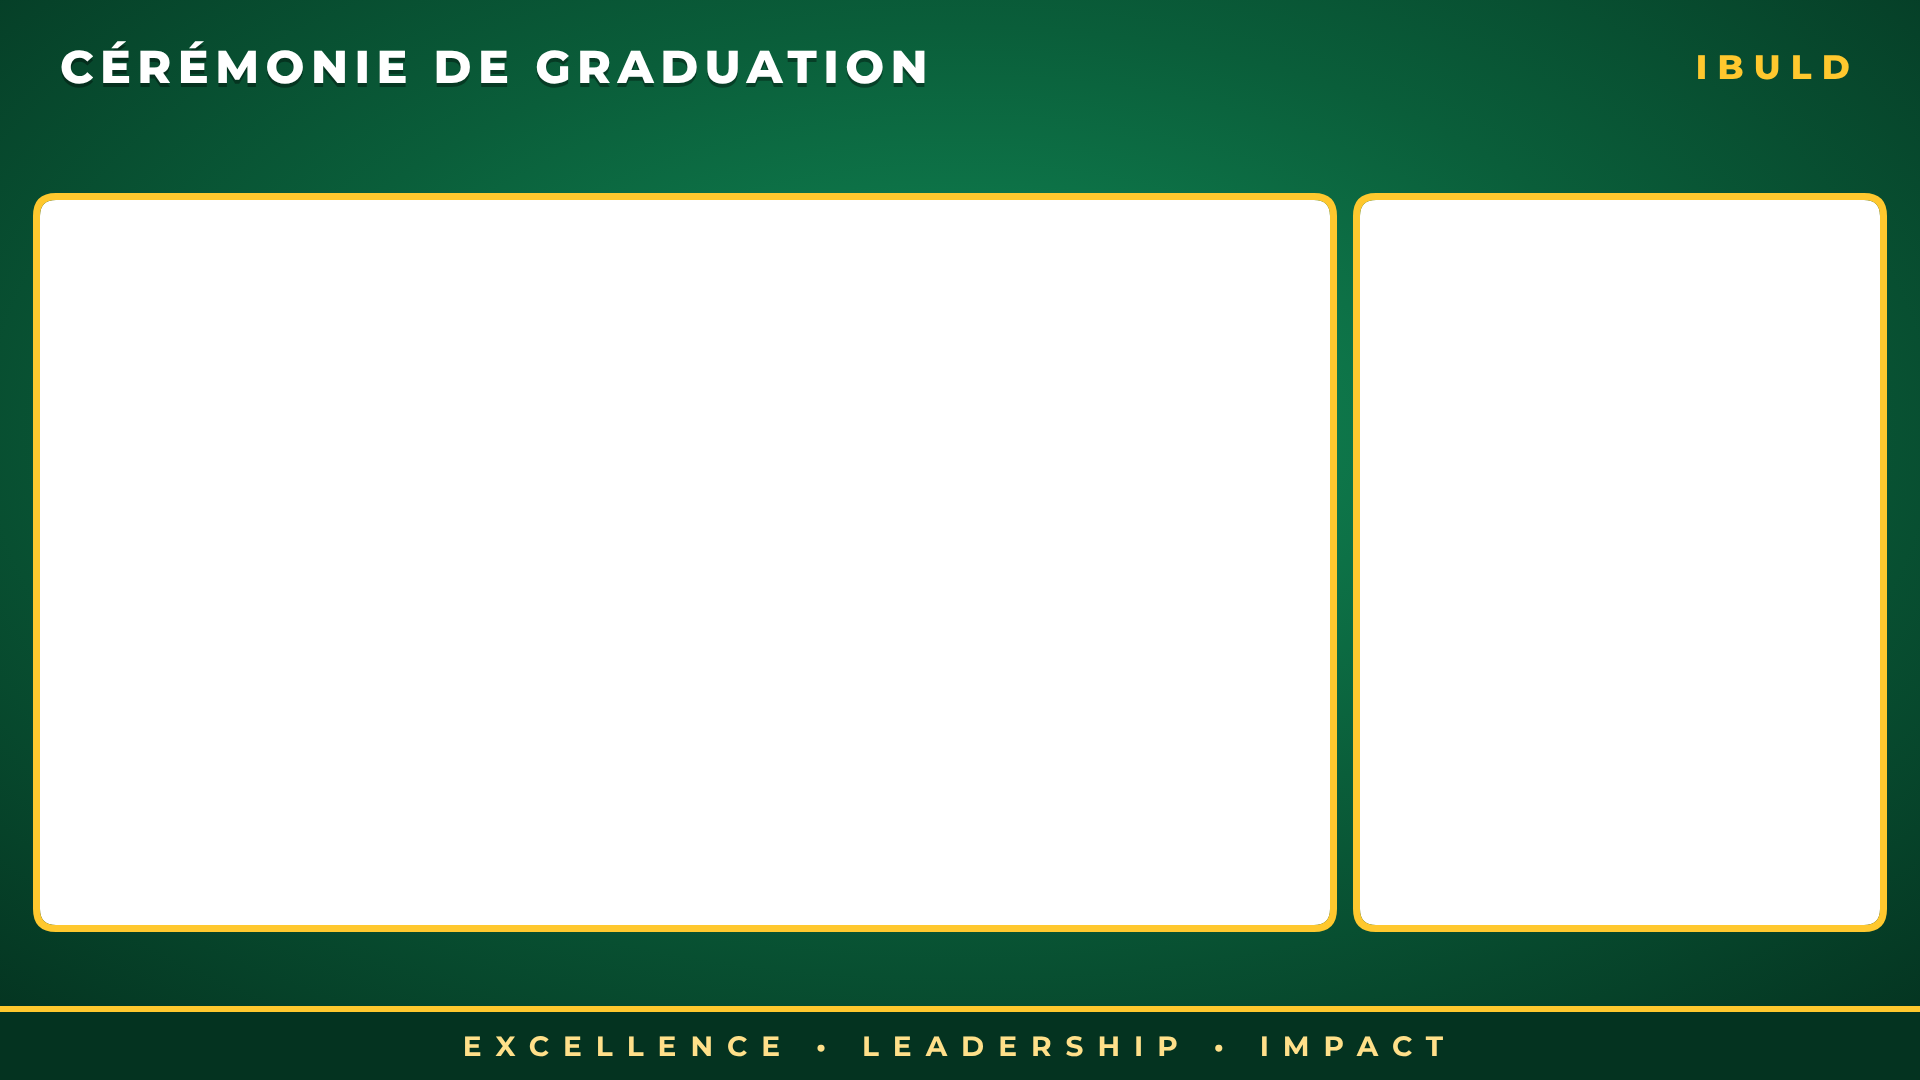 CÉRÉMONIE DE GRADUATION
IBULD
EXCELLENCE • LEADERSHIP • IMPACT